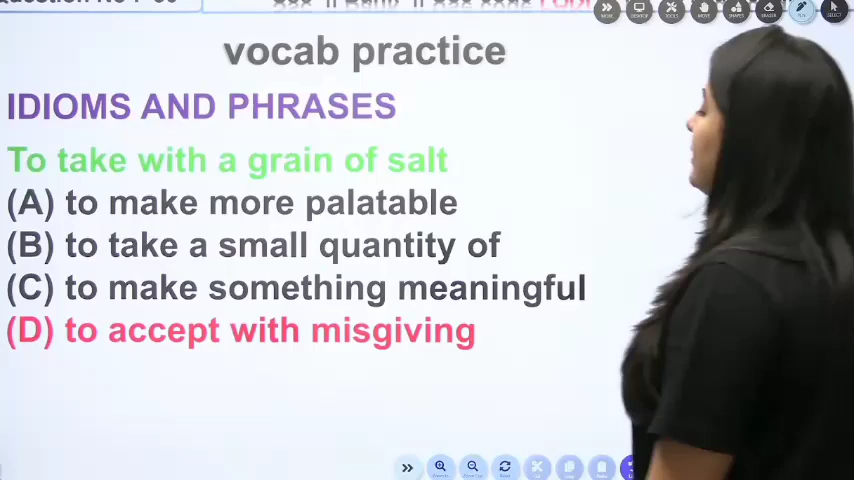 vocab practice
IDIOMS AND PHRASES
To take with a grain of salt
(A) to make more palatable
(B) to take a small quantity of
(C) to make something meaningful
(D) to accept with misgiving